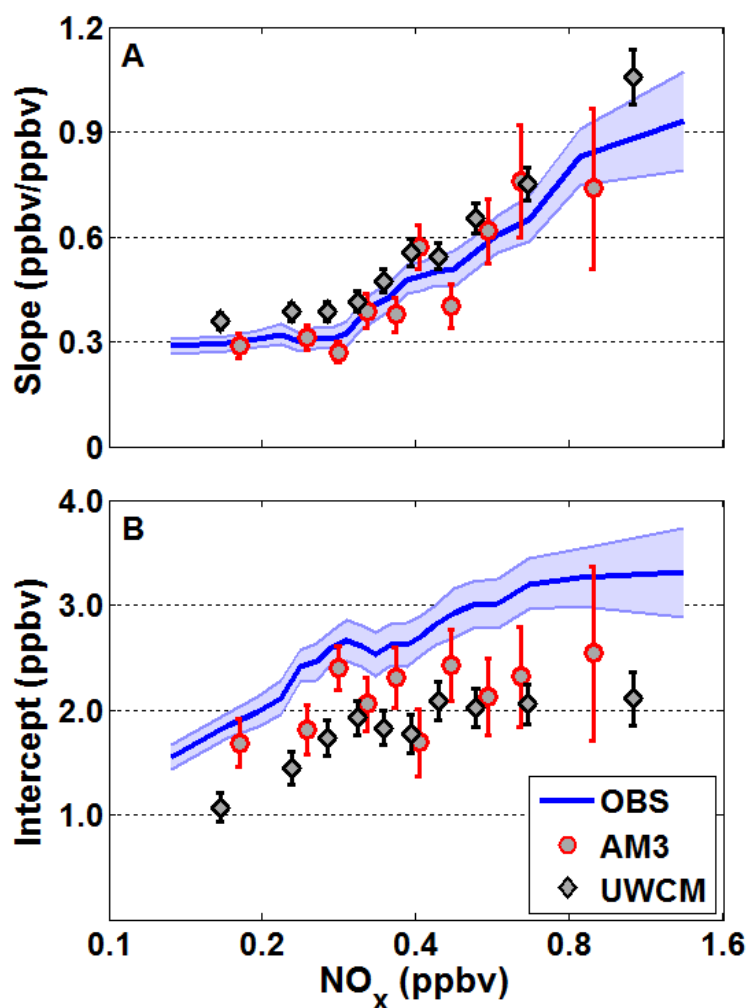 A
1.2
0.9
0.6
0.3
0
Slope (ppbv/ppbv)
B
4.0
3.0
2.0
1.0
Intercept (ppbv)
OBS
AM3
UWCM
0.1 0.2 0.4 0.8 1.6
NOx (ppbv)